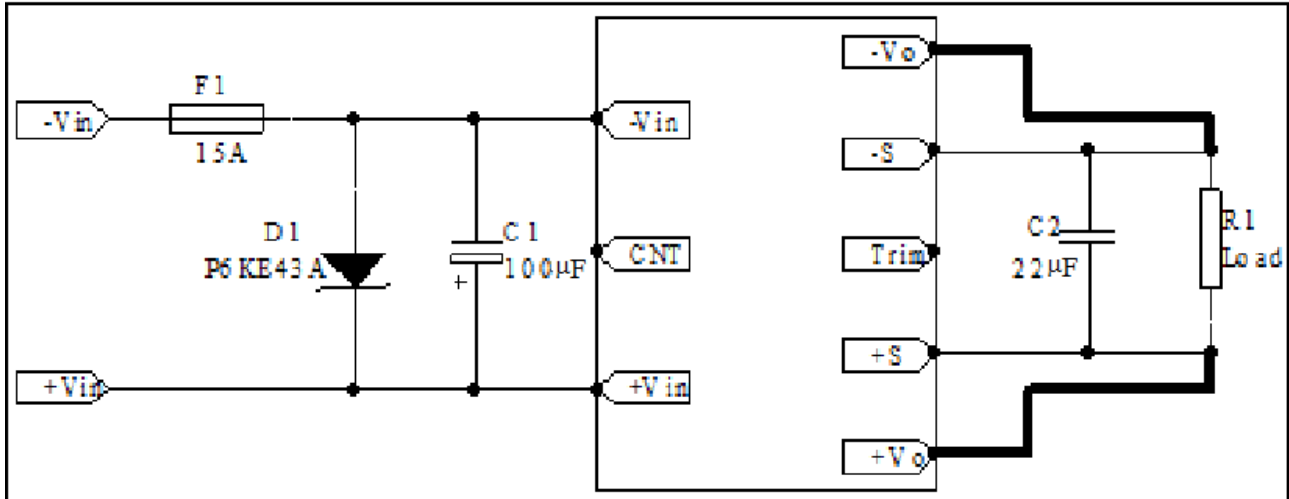 F1
-Vin
15A
D1
P6KE43A
C1
100μF
+
+Vin
-Vin
CNT
+Vin
-Vo
-S
Trim
+S
+Vo
C2
22μF
R1
Load